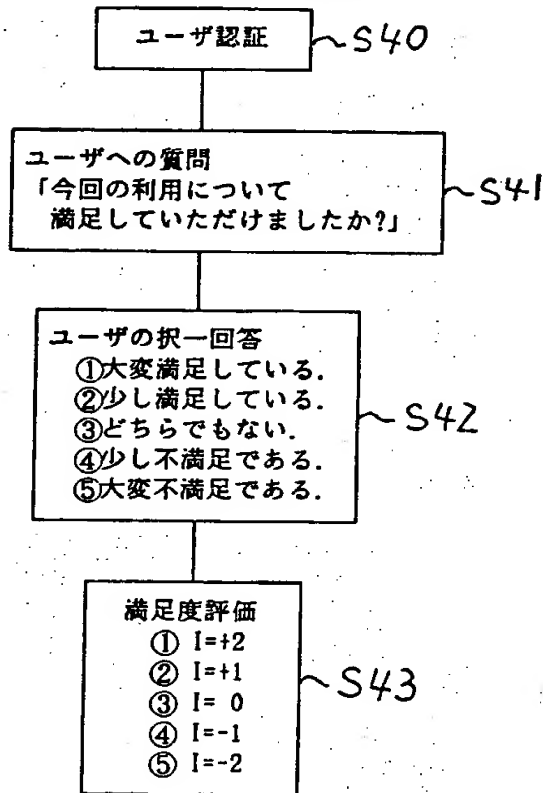 ユーザ認証
S40
ユーザへの質問
「今回の利用について
満足していただけましたか?」
S41
ユーザの択一回答
①大変満足している.
②少し満足している.
③どちらでもない.
④少し不満足である.
⑤大変不満足である.
S42
満足度評価
① I=+2
② I=+1
③ I= 0
④ I=-1
⑤ I=-2
S43